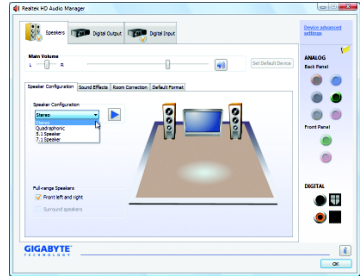 Realtek HD Audio Manager
Speakers
Digital Output
Digital Input
Device advanced settings
Main Volume
L
R
Set Default Device
ANALOG
Back Panel
Speaker Configuration
Sound Effects
Room Correction
Default Format
Speaker Configuration
Stereo
Stereo
Quadraphonic
5.1 Speaker
7.1 Speaker
Front Panel
Full-range Speakers
Front left and right
Surround speakers
DIGITAL
GIGABYTE
TECHNOLOGY
OK